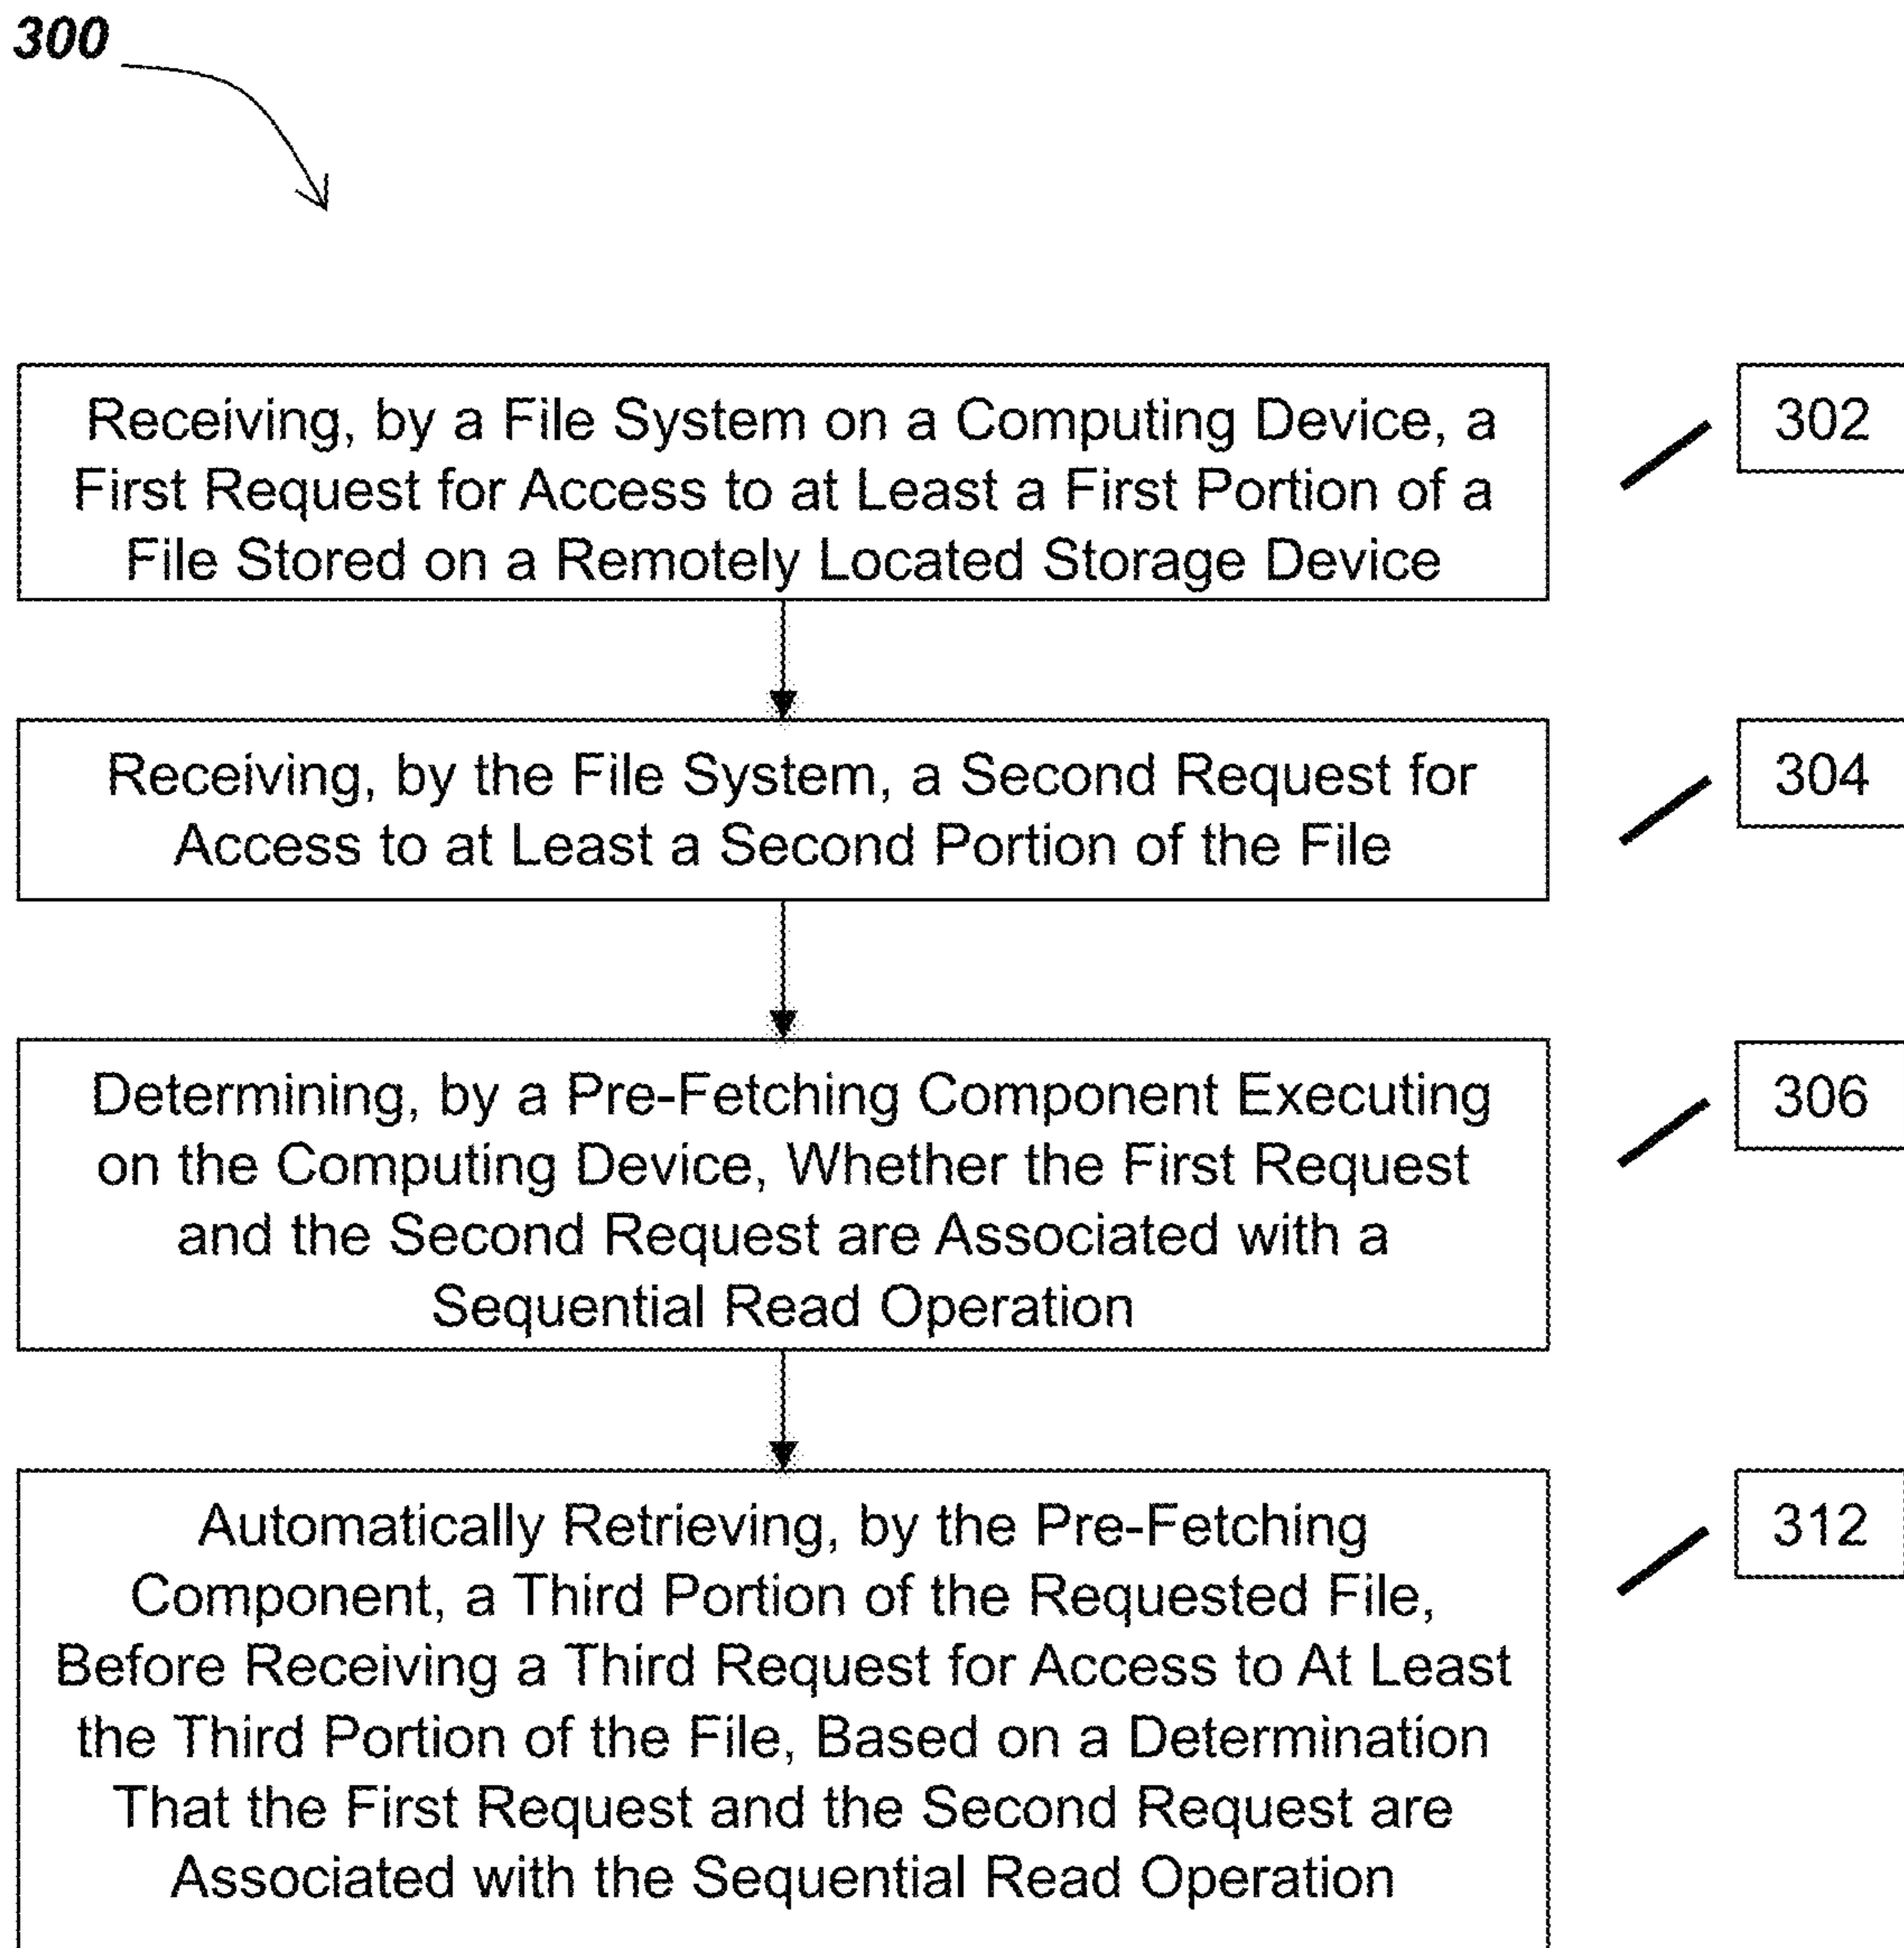 300
Receiving, by a File System on a Computing Device, a
First Request for Access to at Least a First Portion of a
File Stored on a Remotely Located Storage Device
302
Receiving, by the File System, a Second Request for
Access to at Least a Second Portion of the File
304
Determining, by a Pre-Fetching Component Executing
on the Computing Device, Whether the First Request
and the Second Request are Associated with a
Sequential Read Operation
306
Automatically Retrieving, by the Pre-Fetching
Component, a Third Portion of the Requested File,
Before Receiving a Third Request for Access to At Least
the Third Portion of the File, Based on a Determination
That the First Request and the Second Request are
Associated with the Sequential Read Operation
312